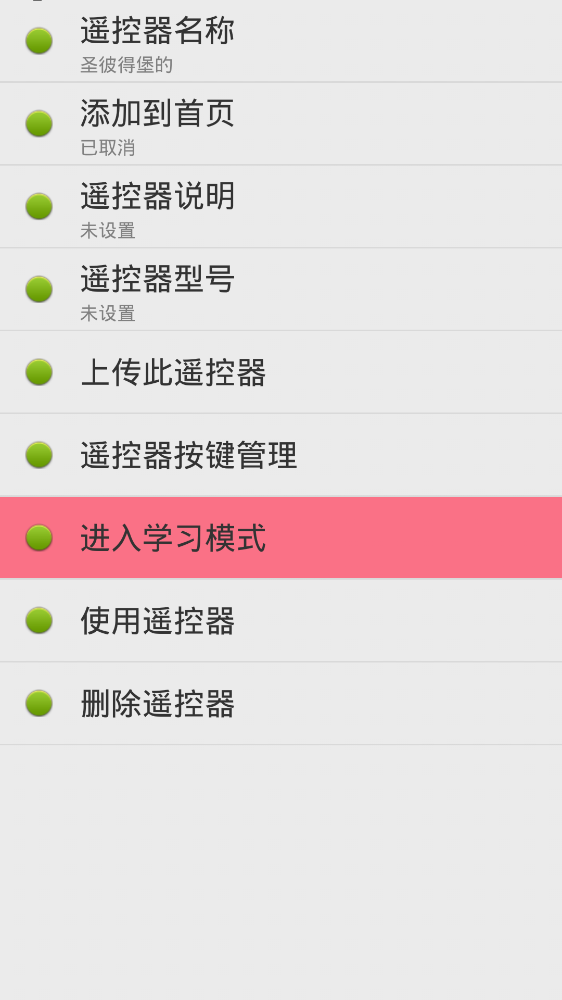 遥控器名称
圣彼得堡的
添加到首页
已取消
遥控器说明
未设置
遥控器型号
未设置
上传此遥控器
遥控器按键管理
进入学习模式
使用遥控器
删除遥控器